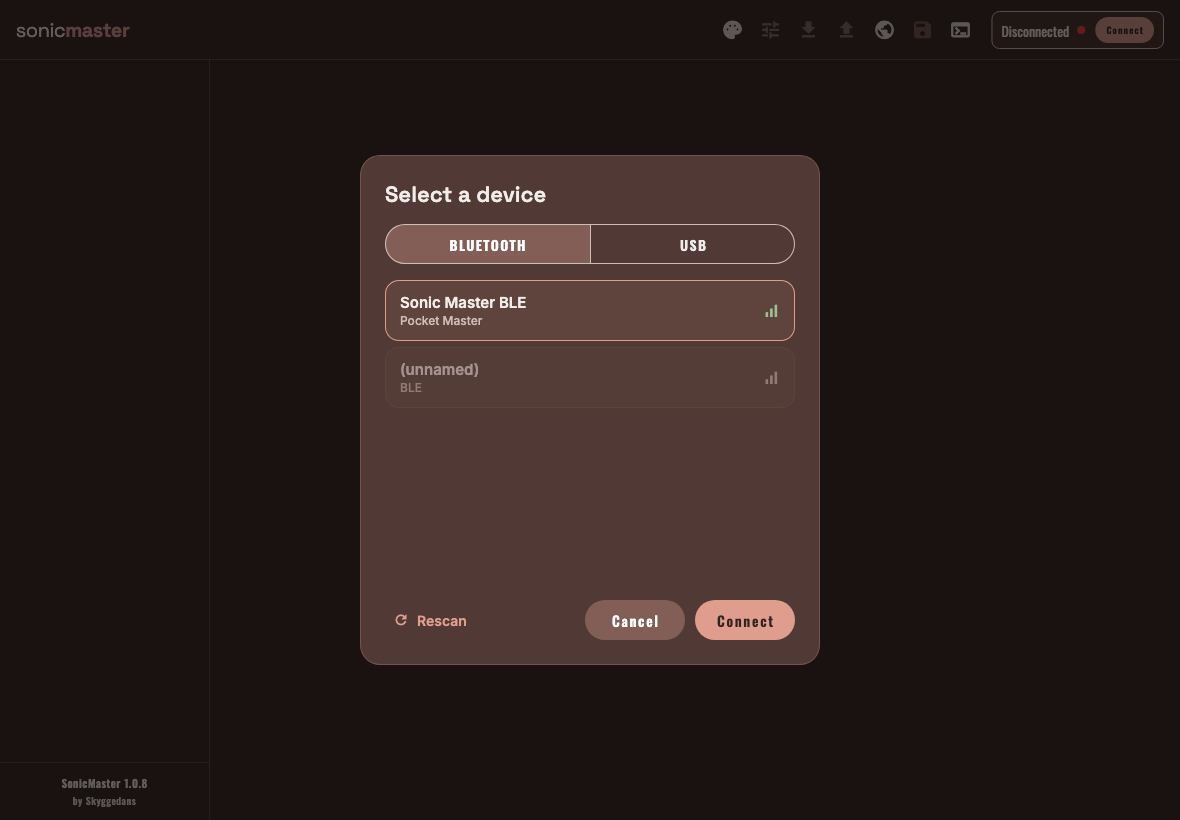 sonicmaster
Disconnected
Connect
Select a device
BLUETOOTH
USB
Sonic Master BLE
Pocket Master
(unnamed)
BLE
Rescan
Cancel
Connect
SonicMaster 1.0.8
by Skyggedans